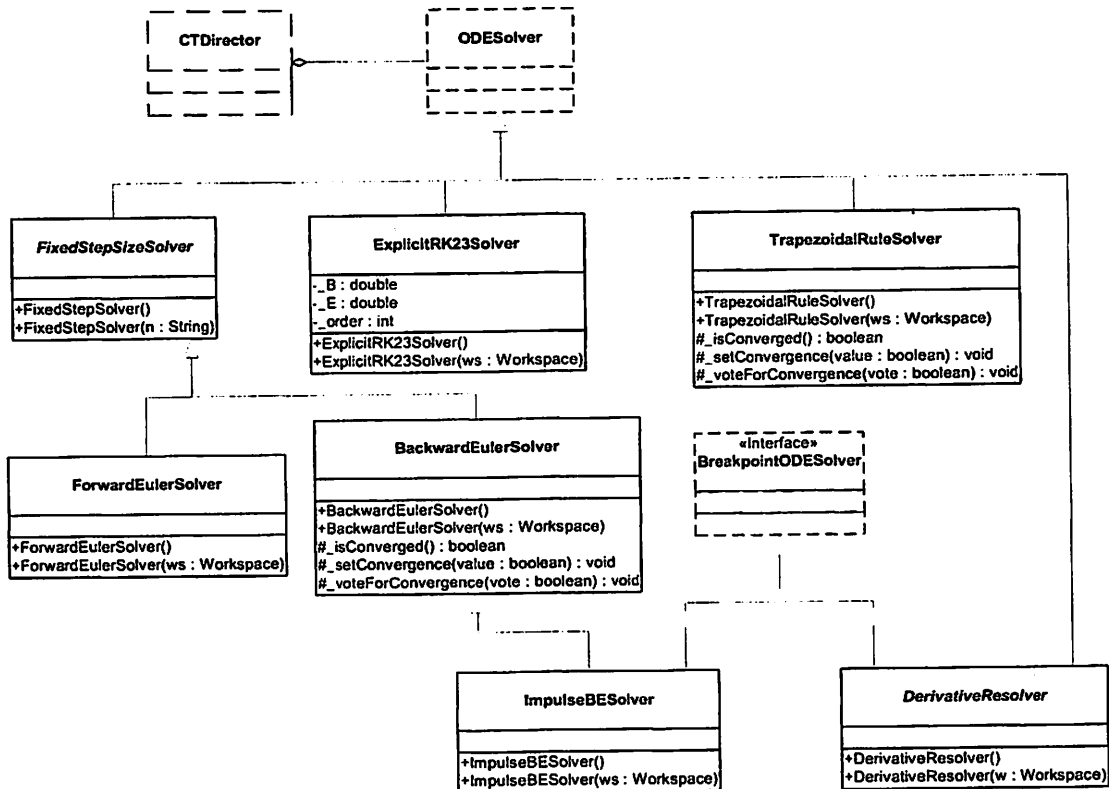 CTDirector
ODESolver
FixedStepSizeSolver
+FixedStepSolver()
+FixedStepSolver(n : String)
ExplicitRK23Solver
-_B : double
-_E : double
-_order : int
+ExplicitRK23Solver()
+ExplicitRK23Solver(ws : Workspace)
TrapezoidalRuleSolver
+TrapezoidalRuleSolver()
+TrapezoidalRuleSolver(ws : Workspace)
#_isConverged() : boolean
#_setConvergence(value : boolean) : void
#_voteForConvergence(vote : boolean) : void
ForwardEulerSolver
+ForwardEulerSolver()
+ForwardEulerSolver(ws : Workspace)
BackwardEulerSolver
+BackwardEulerSolver()
+BackwardEulerSolver(ws : Workspace)
#_isConverged() : boolean
#_setConvergence(value : boolean) : void
#_voteForConvergence(vote : boolean) : void
«Interface»
BreakpointODESolver
ImpulseBESolver
+ImpulseBESolver()
+ImpulseBESolver(ws : Workspace)
DerivativeResolver
+DerivativeResolver()
+DerivativeResolver(w : Workspace)